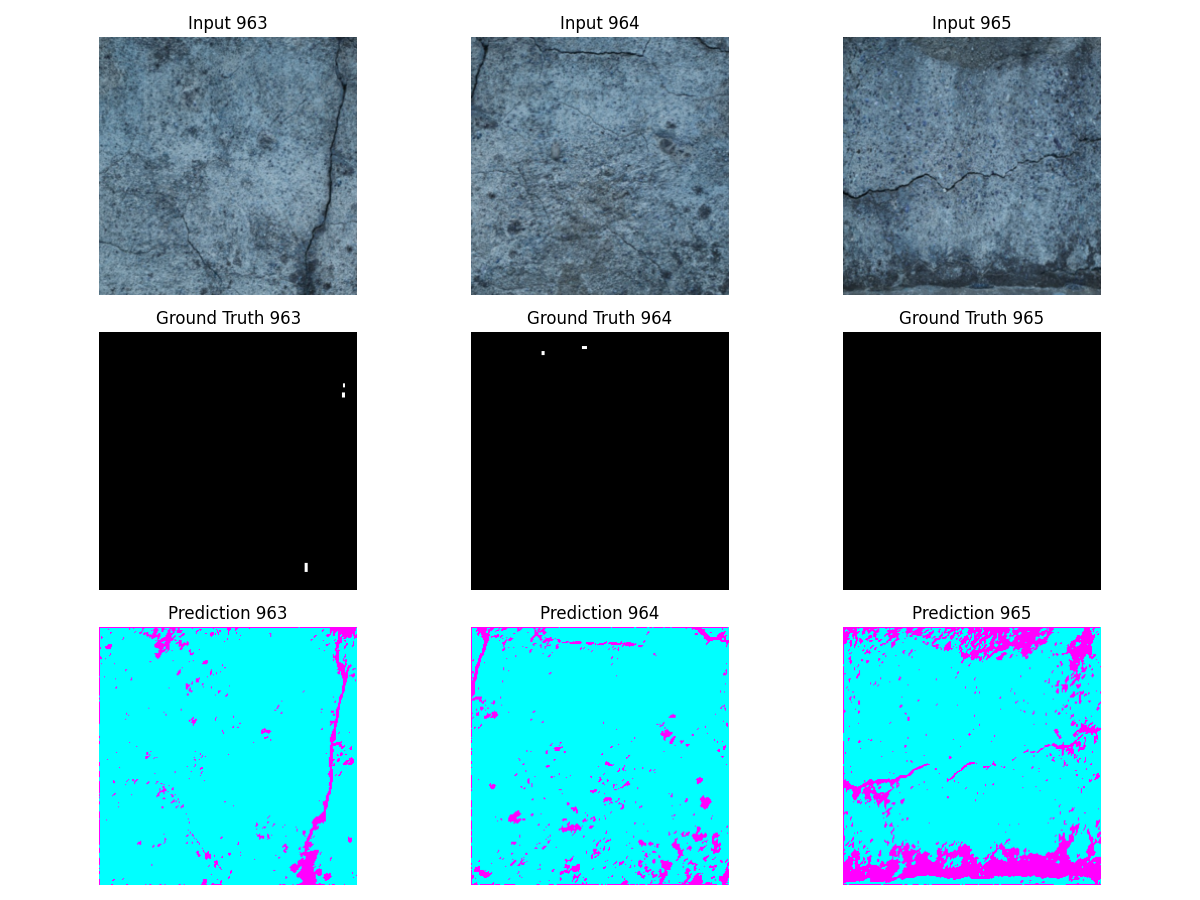 Input 963
Input 964
Input 965
Ground Truth 963
Ground Truth 964
Ground Truth 965
Prediction 963
Prediction 964
Prediction 965